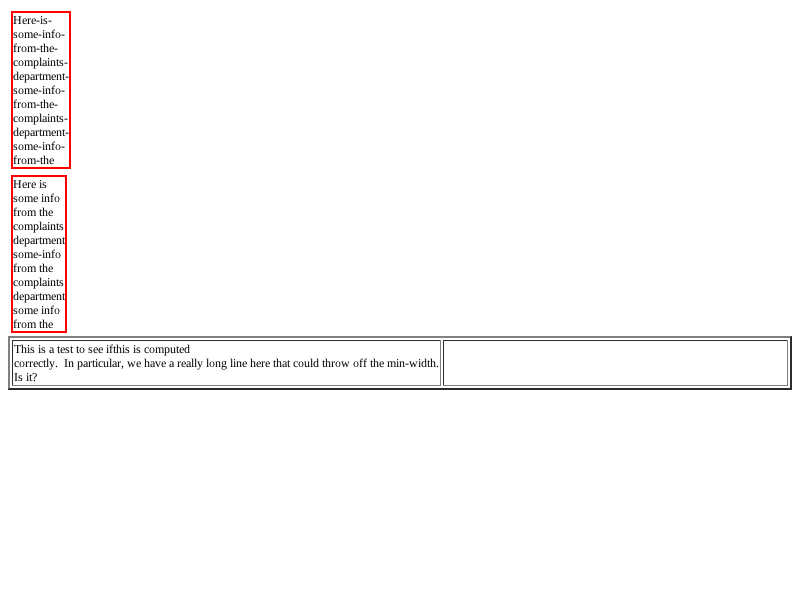 Here-is-
some-info-
from-the-
complaints-
department-
some-info-
from-the-
complaints-
department-
some-info-
from-the
Here is
some info
from the
complaints
department
some-info
from the
complaints
department
some info
from the
This is a test to see ifthis is computed
correctly.  In particular, we have a really long line here that could throw off the min-width.
Is it?